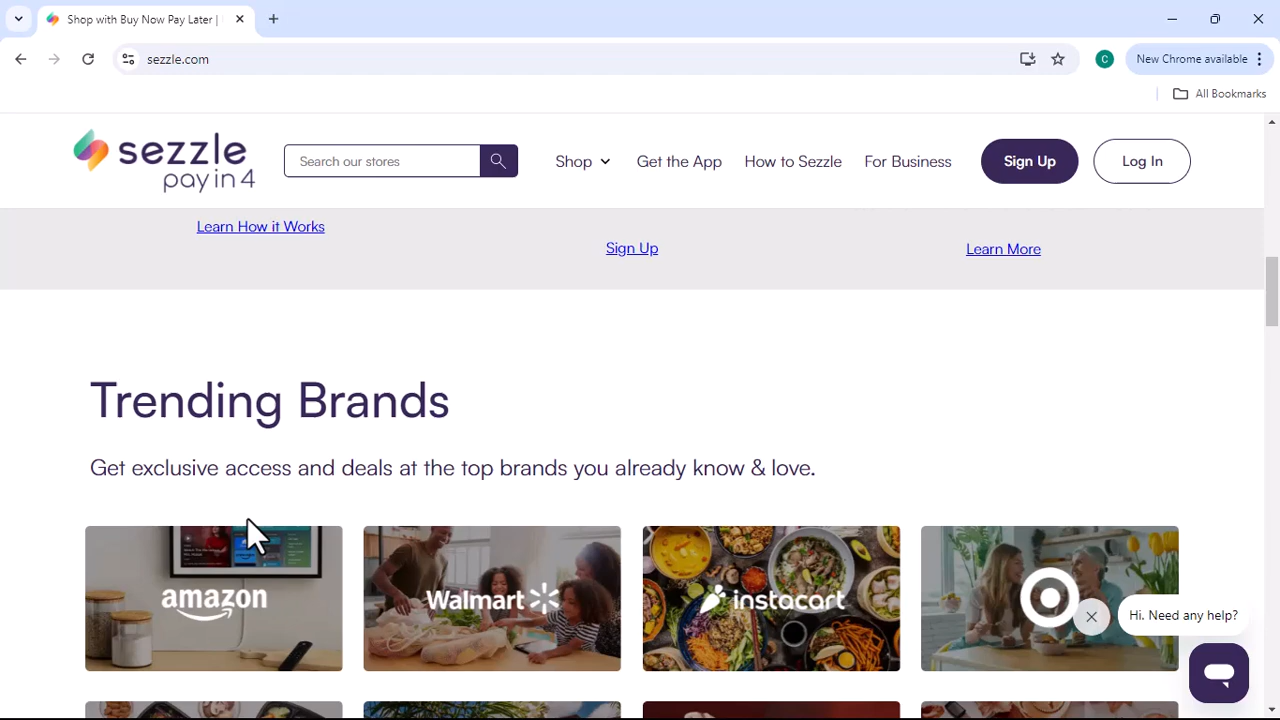 Shop with Buy Now Pay Later |
sezzle.com
C
New Chrome available
All Bookmarks
sezzle
pay in 4
Search our stores
Shop
Get the App
How to Sezzle
For Business
Sign Up
Log In
Learn How it Works
Sign Up
Learn More
Trending Brands
Get exclusive access and deals at the top brands you already know & love.
amazon
Walmart
instacart
Hi. Need any help?